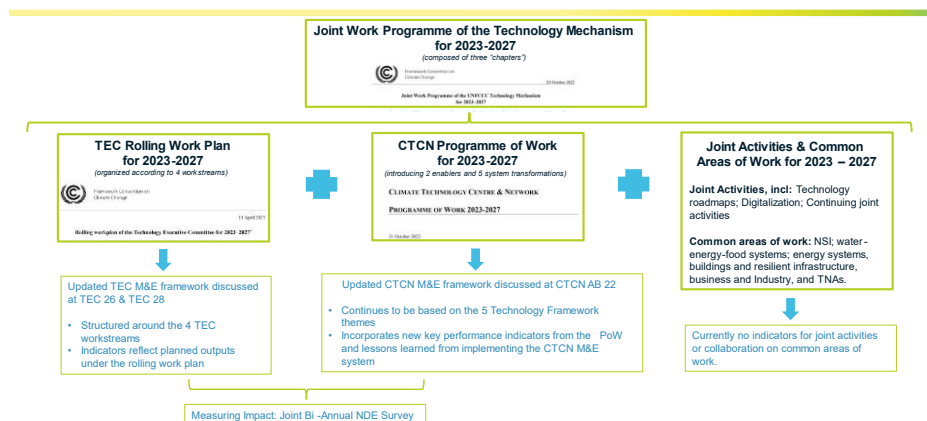 Joint Work Programme of the Technology Mechanism
for 2023-2027
(composed of three "chapters")
Framework Convention on
Climate Change
24 October 2022
Joint Work Programme of the UNFCCC Technology Mechanism
for 2023–2027
TEC Rolling Work Plan
for 2023-2027
(organized according to 4 workstreams)
Framework Convention on
Climate Change
11 April 2023
Rolling workplan of the Technology Executive Committee for 2023–2027¹
CTCN Programme of Work
for 2023-2027
(introducing 2 enablers and 5 system transformations)
CLIMATE TECHNOLOGY CENTRE & NETWORK
PROGRAMME OF WORK 2023-2027
Joint Activities & Common
Areas of Work for 2023 – 2027
Joint Activities, incl: Technology
roadmaps; Digitalization; Continuing joint
activities
Common areas of work: NSI; water-
energy-food systems; energy systems,
buildings and resilient infrastructure,
business and Industry, and TNAs.
Updated TEC M&E framework discussed
at TEC 26 & TEC 28
• Structured around the 4 TEC
workstreams
• Indicators reflect planned outputs
under the rolling work plan
Updated CTCN M&E framework discussed at CTCN AB 22
• Continues to be based on the 5 Technology Framework
themes
• Incorporates new key performance indicators from the PoW
and lessons learned from implementing the CTCN M&E
system
Currently no indicators for joint activities
or collaboration on common areas of
work.
Measuring Impact: Joint Bi -Annual NDE Survey